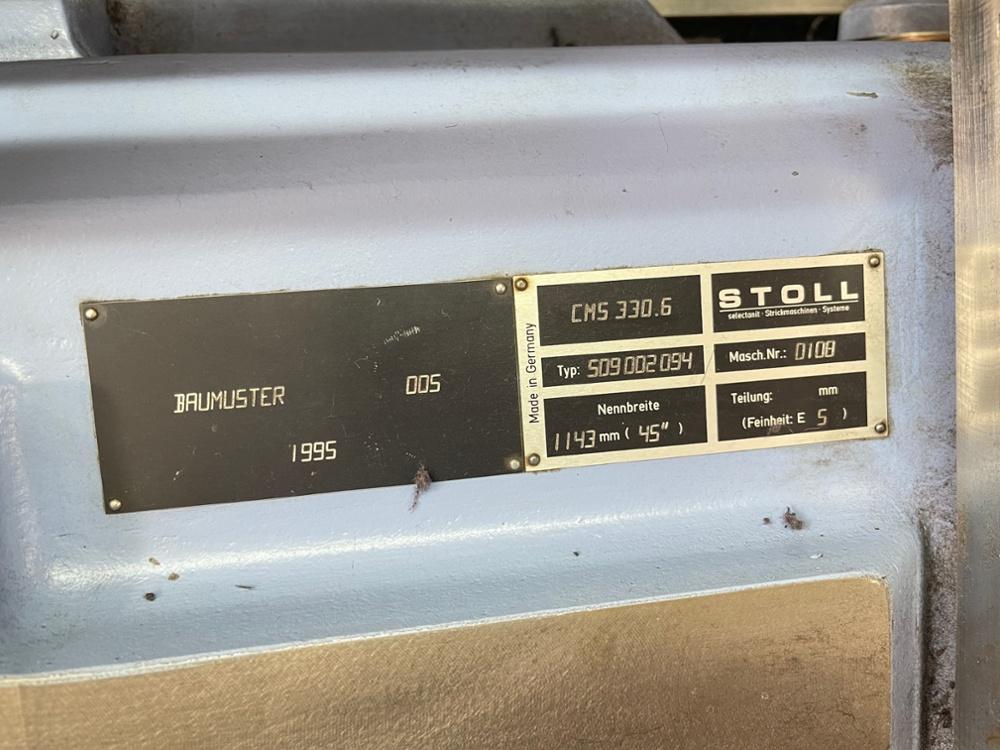 BAUMUSTER 005
1995
Made in Germany
CMS 330.6
STOLL
selectanit · Strickmaschinen · Systeme
Typ: 509 002 094
Masch.Nr.: 0108
Nennbreite
1143 mm ( 45" )
Teilung: mm
(Feinheit: E 5 )